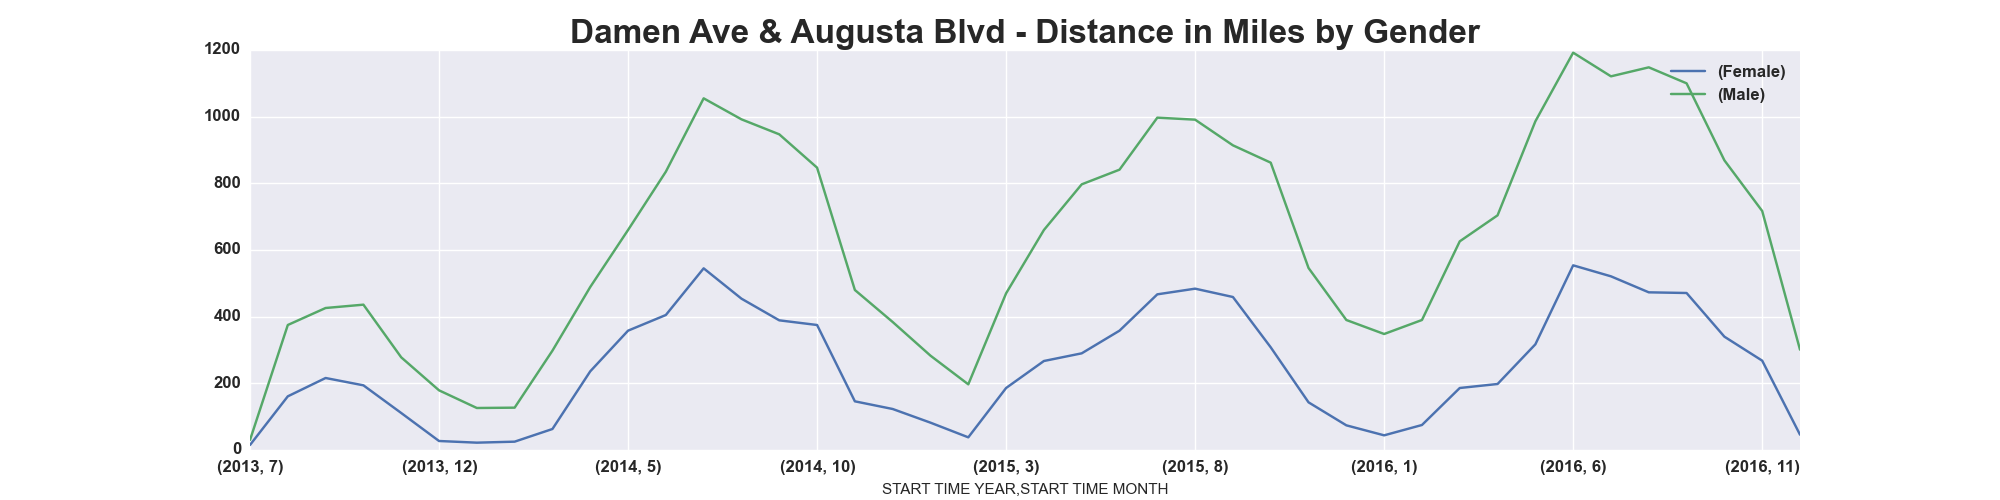 Damen Ave & Augusta Blvd - Distance in Miles by Gender
1200
1000
800
600
400
200
0
(Female)
(Male)
(2013, 7) (2013, 12) (2014, 5) (2014, 10) (2015, 3) (2015, 8) (2016, 1) (2016, 6) (2016, 11)
START TIME YEAR,START TIME MONTH